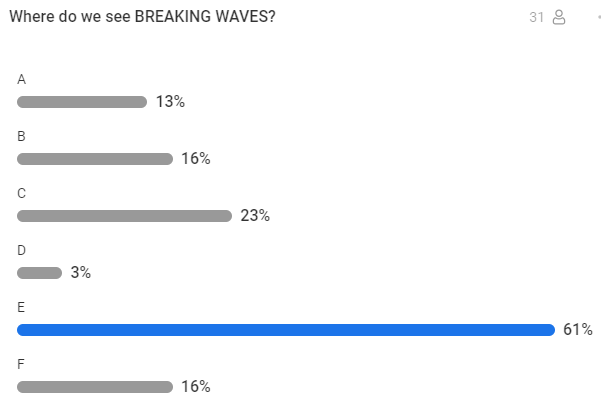 Where do we see BREAKING WAVES? 31
A
13%
B
16%
C
23%
D
3%
E
61%
F
16%